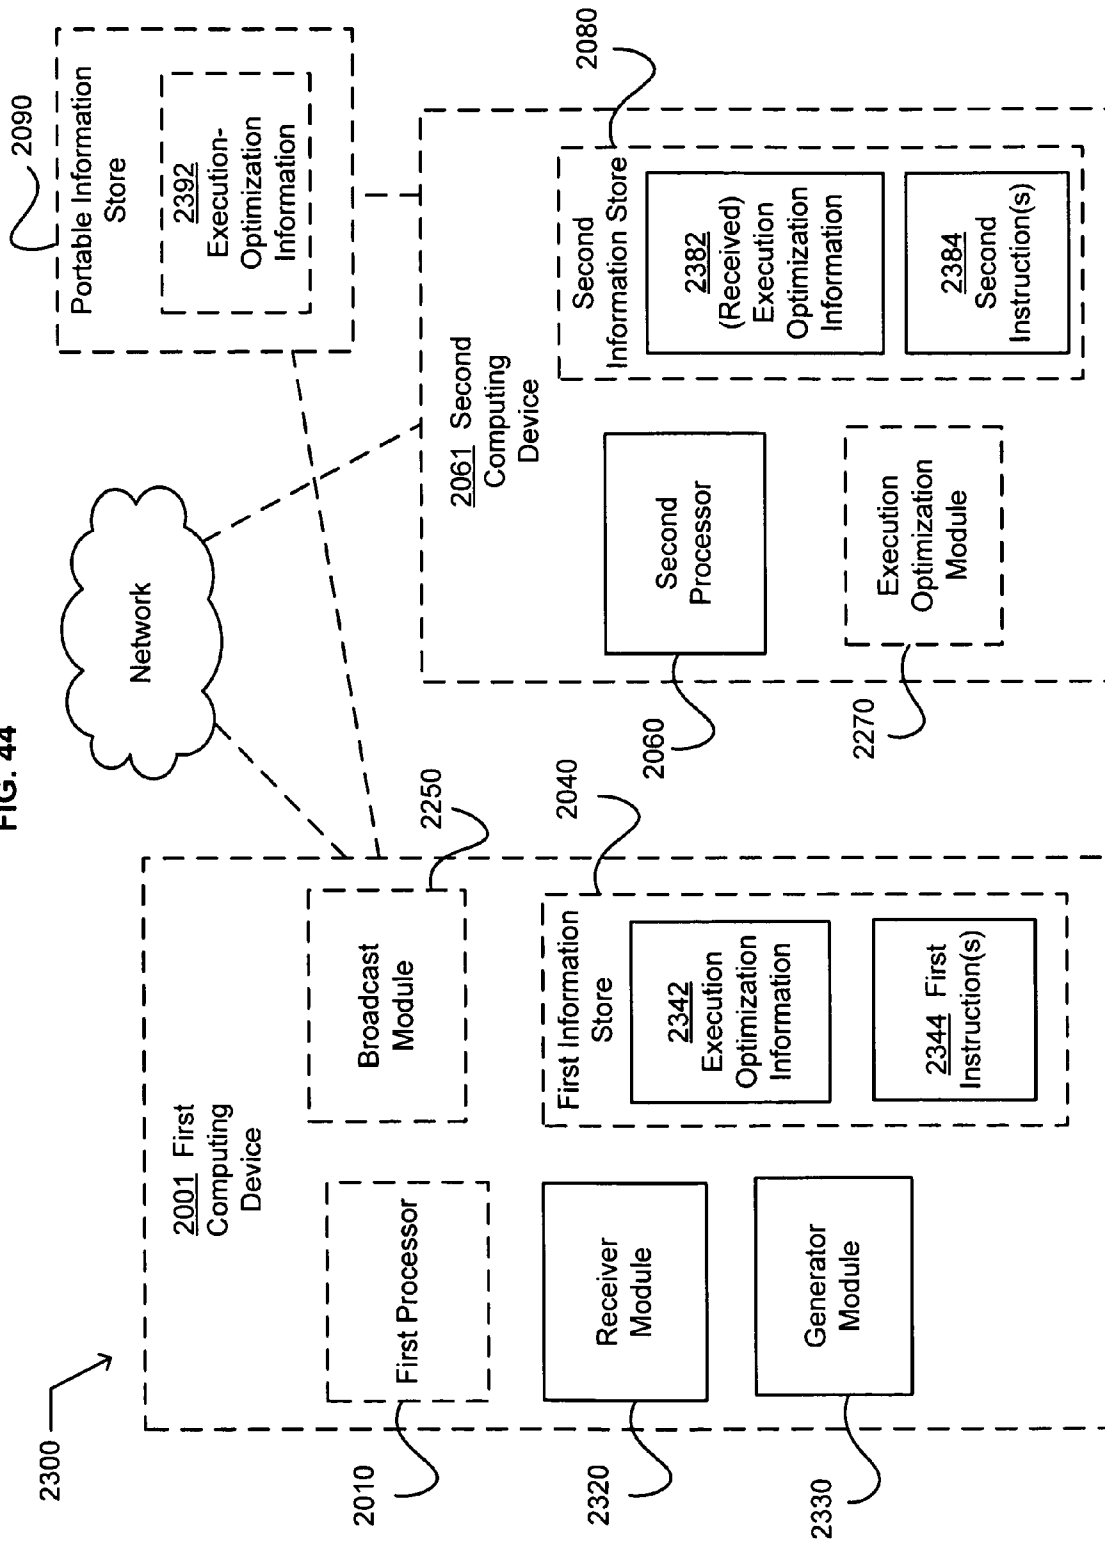 FIG. 44
2300
2001 First
Computing
Device
First Processor
2010
Broadcast
Module
2250
Receiver
Module
2320
Generator
Module
2330
2040
First Information
Store
2342
Execution
Optimization
Information
2344 First
Instruction(s)
Network
2090
Portable Information
Store
2392
Execution-
Optimization
Information
2061 Second
Computing
Device
Second
Processor
2060
Execution
Optimization
Module
2270
2080
Second
Information Store
2382
(Received)
Execution
Optimization
Information
2384
Second
Instruction(s)